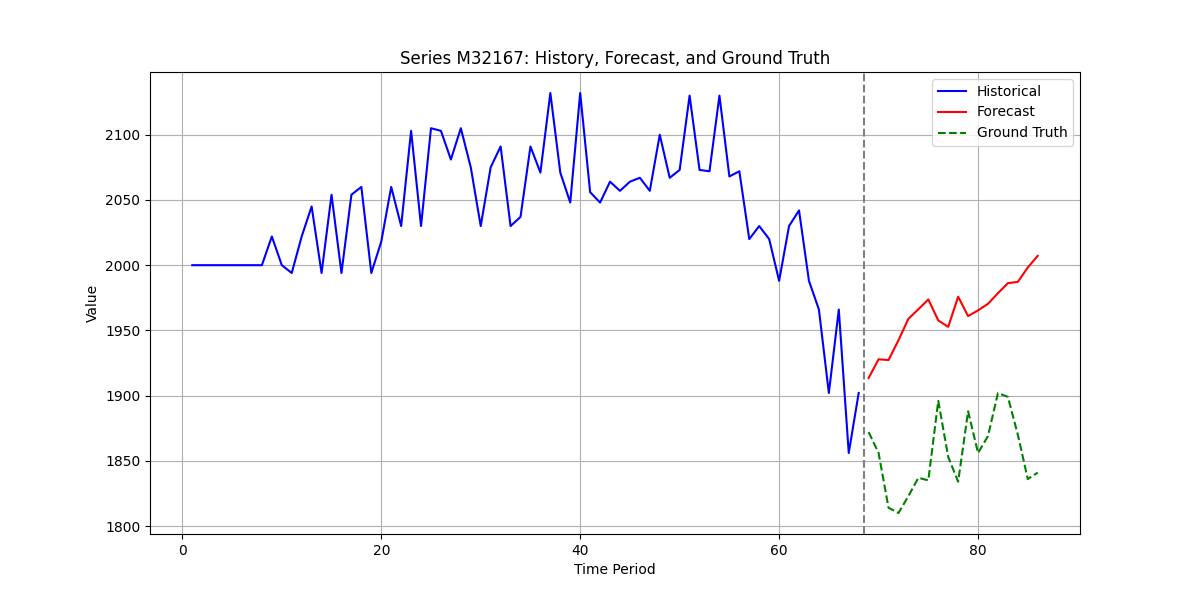 Series M32167: History, Forecast, and Ground Truth
Historical
Forecast
Ground Truth
Value
2100
2050
2000
1950
1900
1850
1800
0 20 40 60 80
Time Period